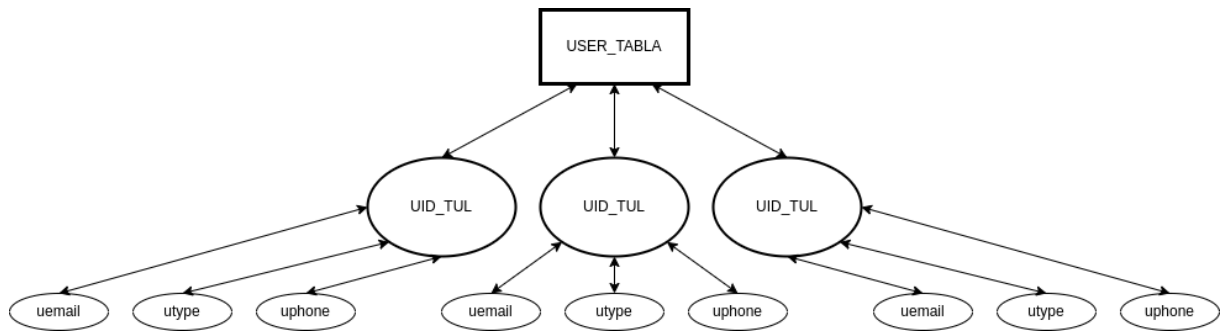 USER_TABLA
UID_TUL
UID_TUL
UID_TUL
uemail
utype
uphone
uemail
utype
uphone
uemail
utype
uphone